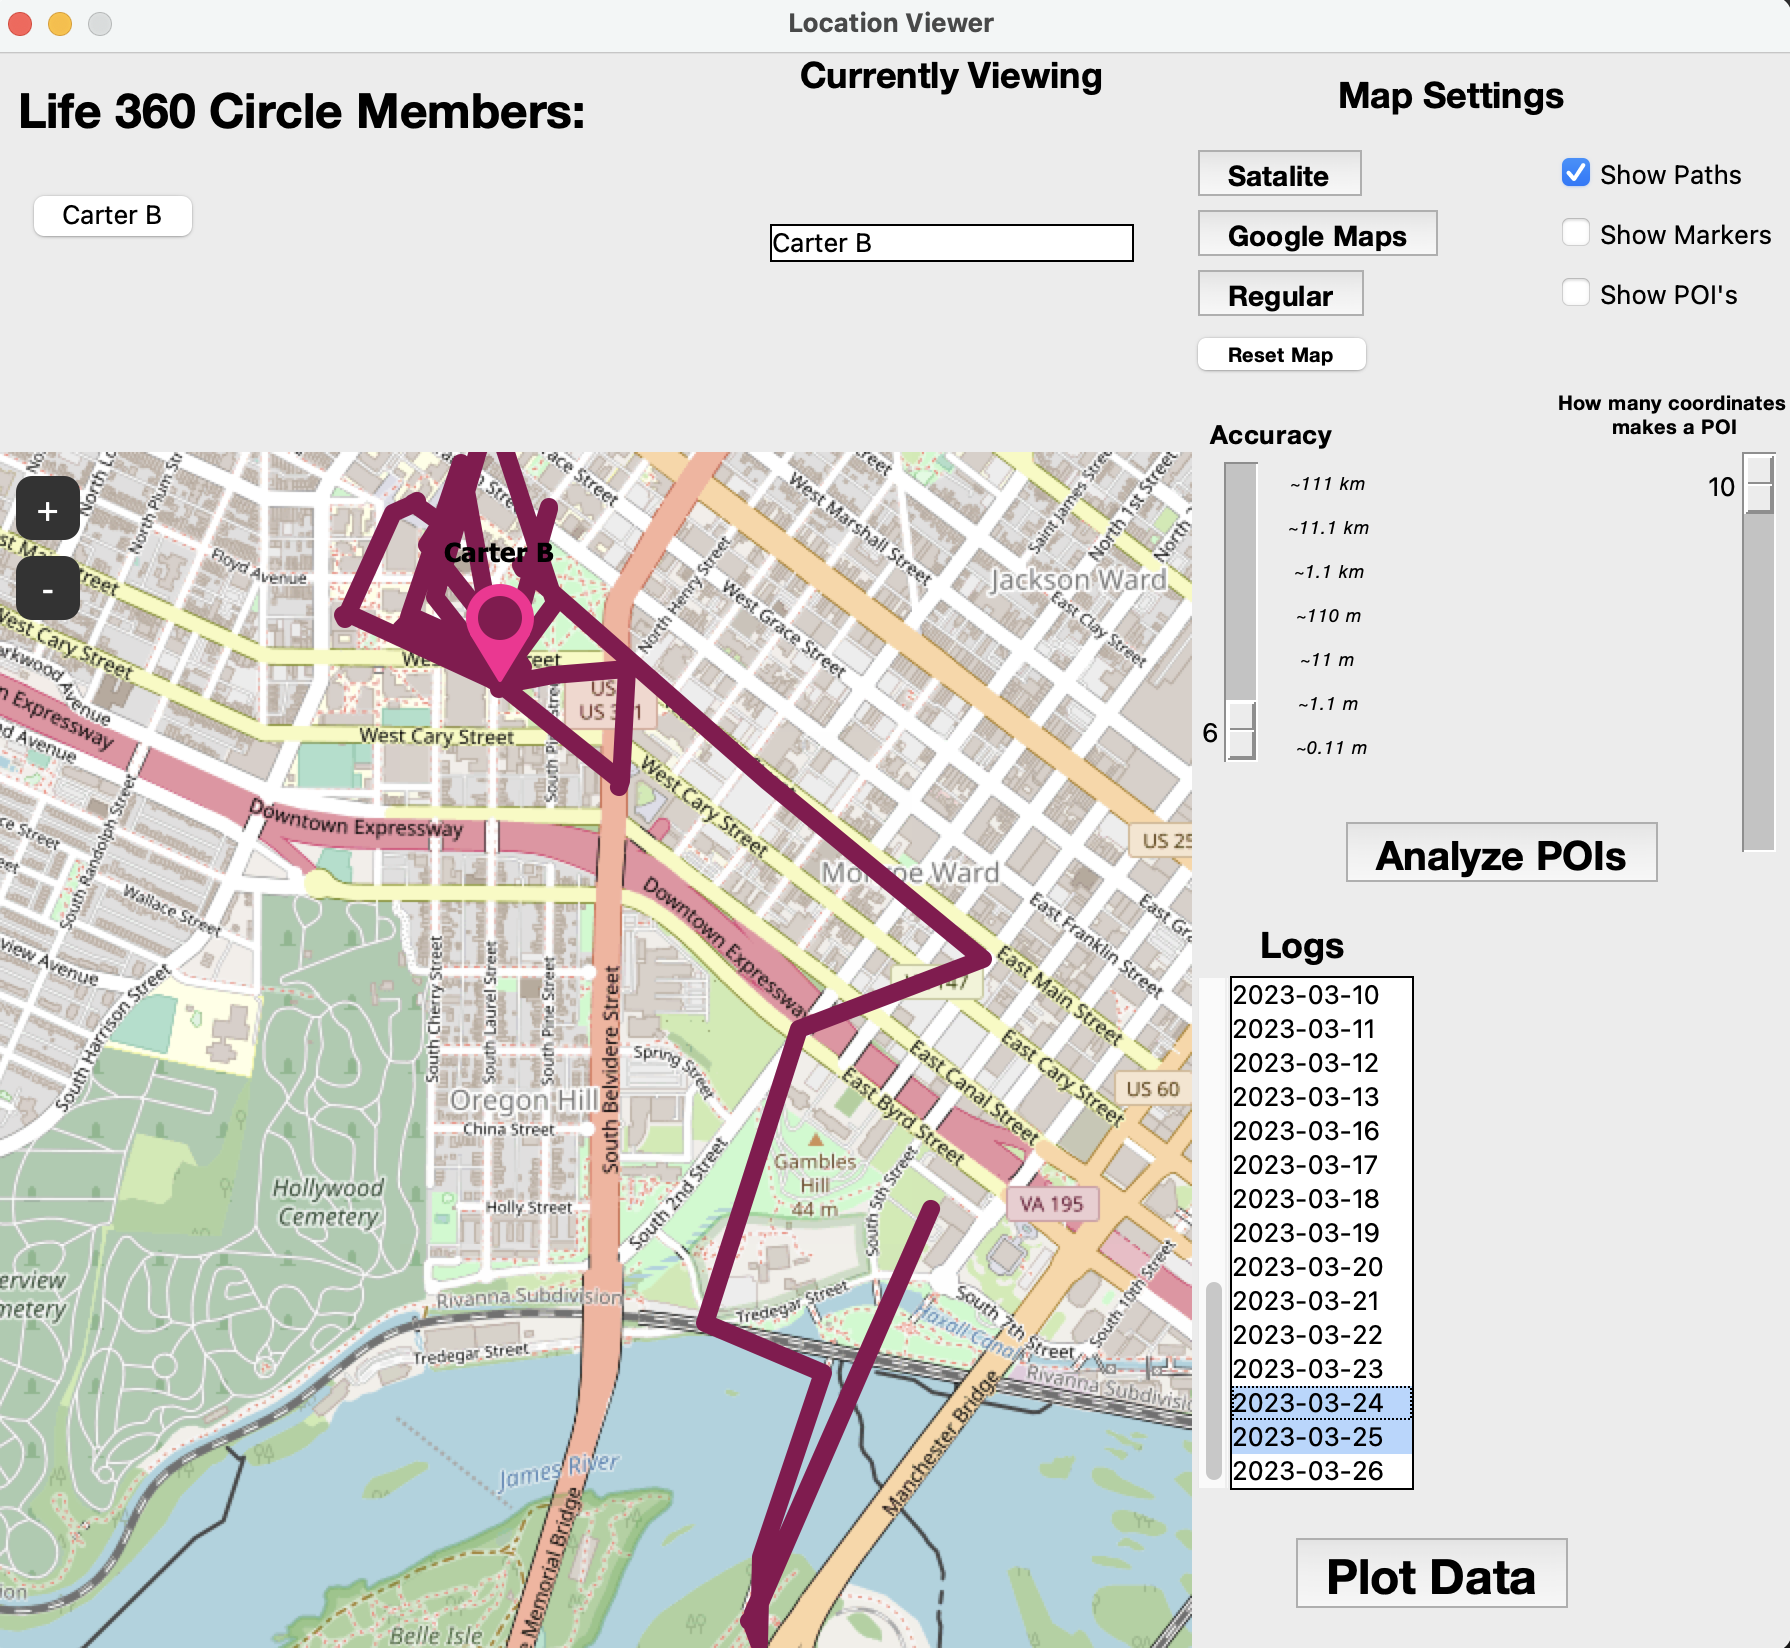 Location Viewer
Life 360 Circle Members:
Currently Viewing
Map Settings
Carter B
Carter B
Satalite
Google Maps
Regular
Reset Map
Show Paths
Show Markers
Show POI's
How many coordinates
makes a POI
Accuracy
10
~111 km
~11.1 km
~1.1 km
~110 m
~11 m
~1.1 m
~0.11 m
6
Analyze POIs
Logs
2023-03-10
2023-03-11
2023-03-12
2023-03-13
2023-03-16
2023-03-17
2023-03-18
2023-03-19
2023-03-20
2023-03-21
2023-03-22
2023-03-23
2023-03-24
2023-03-25
2023-03-26
Plot Data
+
-
Carter B
Floyd Avenue
West Marshall Street
North Henry Street
West Grace Street
Jackson Ward
East Clay Street
West Cary Street
West Cary Street
West Cary Street
Downtown Expressway
Downtown Expressway
South Randolph Street
Wallace Street
South Harrison Street
South Cherry Street
South Laurel Street
South Pine Street
South Belvidere Street
Oregon Hill
China Street
Holly Street
Hollywood
Cemetery
Spring Street
South 2nd Street
East Franklin Street
East Main Street
East Cary Street
East Canal Street
East Byrd Street
US 60
VA 195
Gambles
Hill
44 m
South 5th Street
South 7th Street
South 10th Street
Haxall Canal
Tredegar Street
Tredegar Street
Rivanna Subdivision
James River
Manchester Bridge
Memorial Bridge
Belle Isle